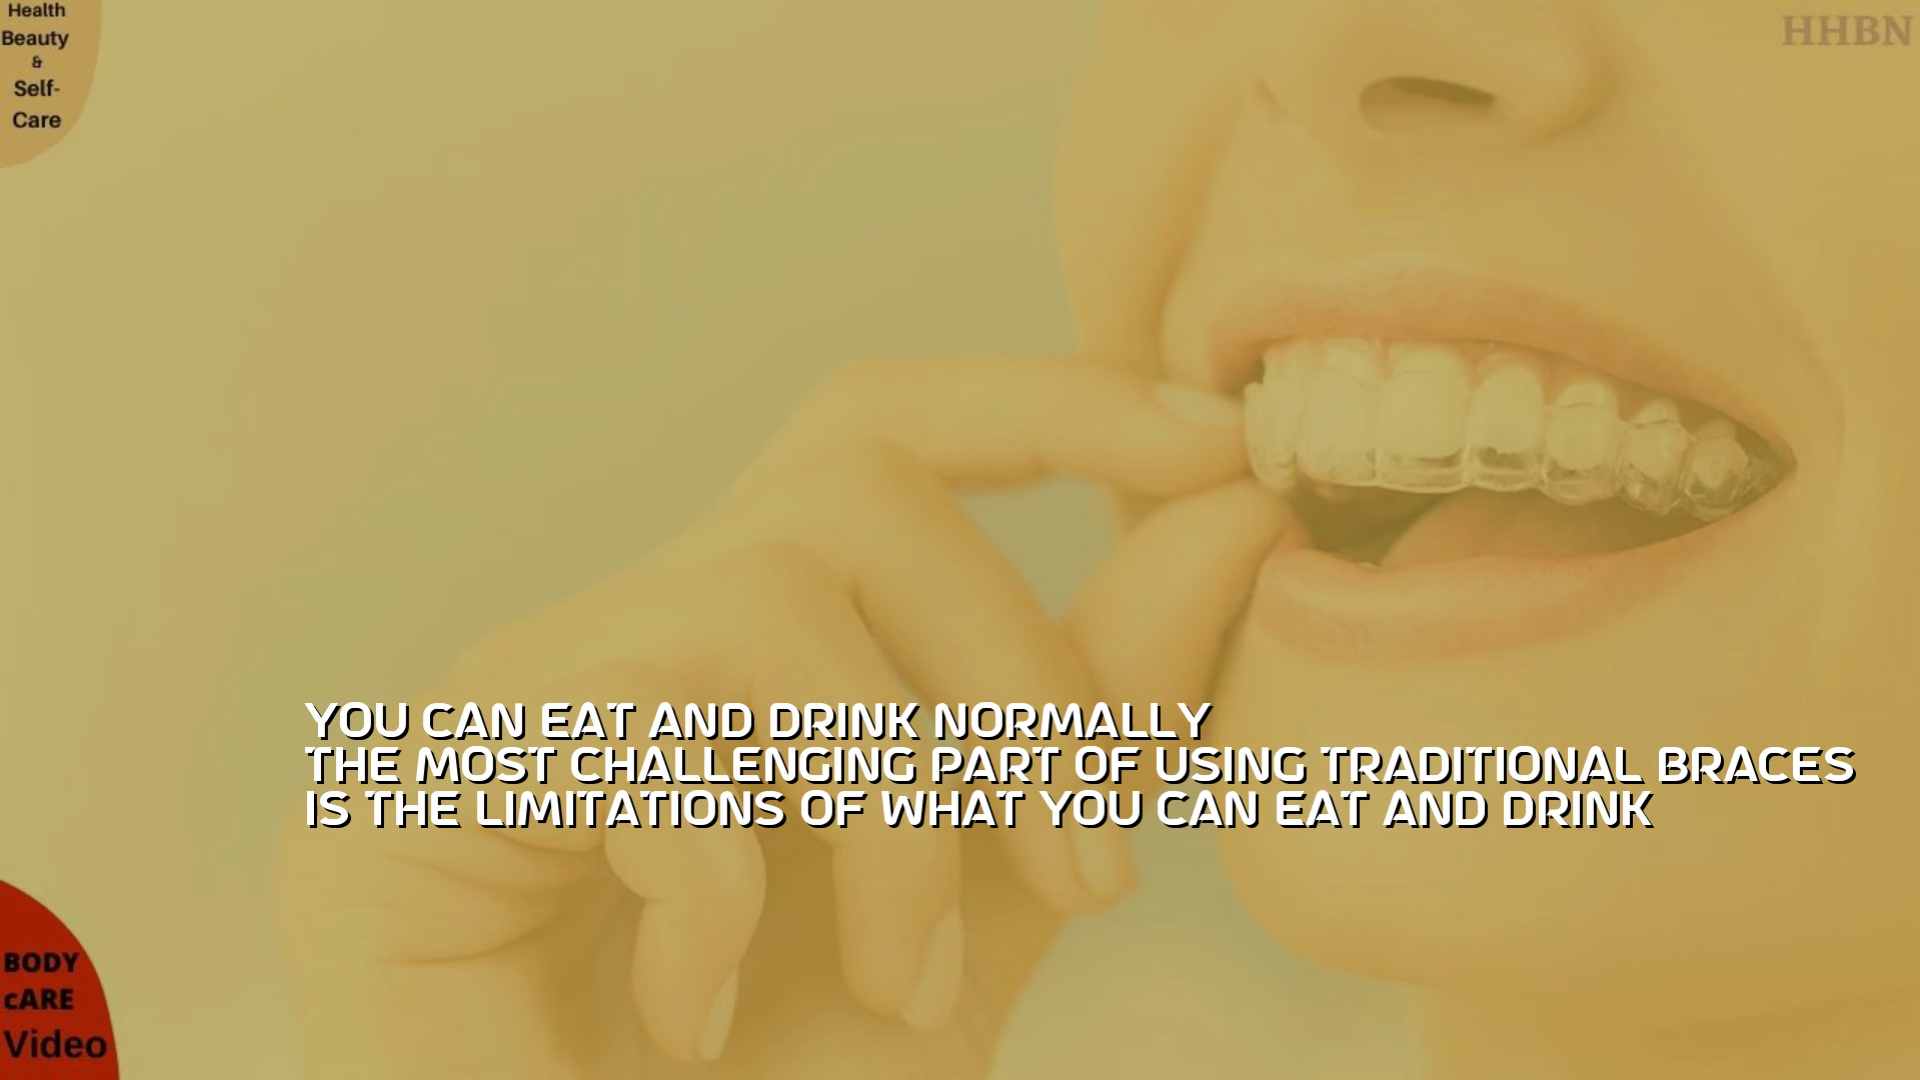 Health
Beauty
&
Self-
Care
HHBN
YOU CAN EAT AND DRINK NORMALLY
THE MOST CHALLENGING PART OF USING TRADITIONAL BRACES
IS THE LIMITATIONS OF WHAT YOU CAN EAT AND DRINK
BODY
cARE
Video